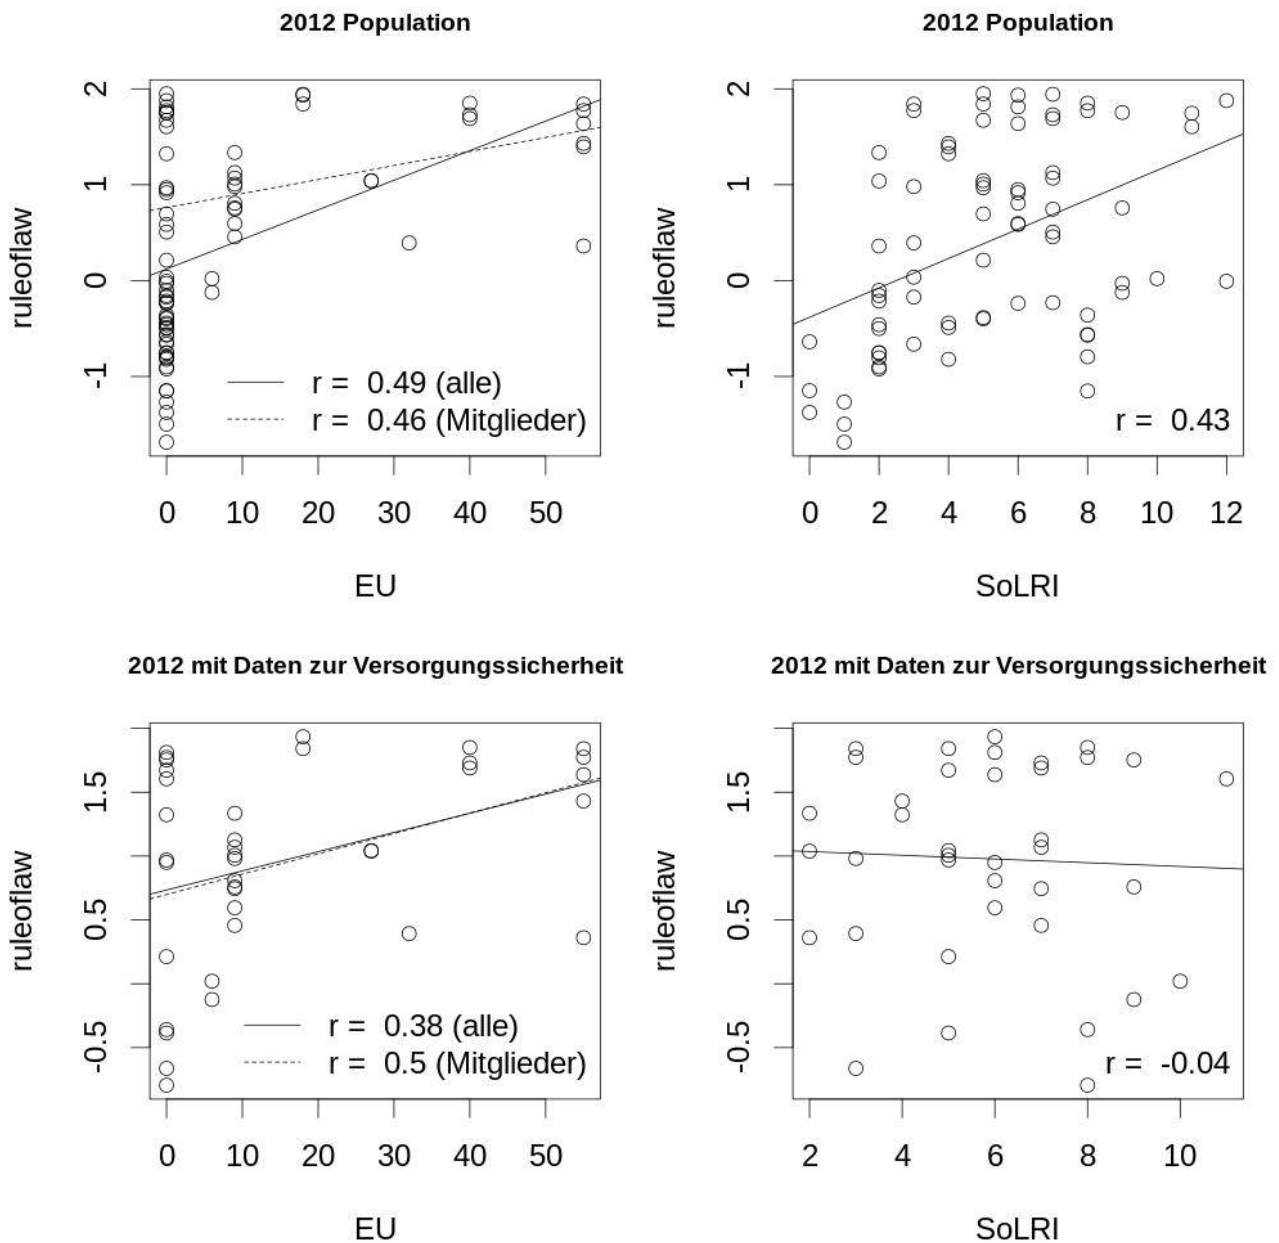 2012 Population
2012 Population
ruleoflaw
2
1
0
-1
r = 0.49 (alle)
r = 0.46 (Mitglieder)
0 10 20 30 40 50
EU
ruleoflaw
2
1
0
-1
r = 0.43
0 2 4 6 8 10 12
SoLRI
2012 mit Daten zur Versorgungssicherheit
2012 mit Daten zur Versorgungssicherheit
ruleoflaw
1.5
0.5
-0.5
r = 0.38 (alle)
r = 0.5 (Mitglieder)
0 10 20 30 40 50
EU
ruleoflaw
1.5
0.5
-0.5
r = -0.04
2 4 6 8 10
SoLRI